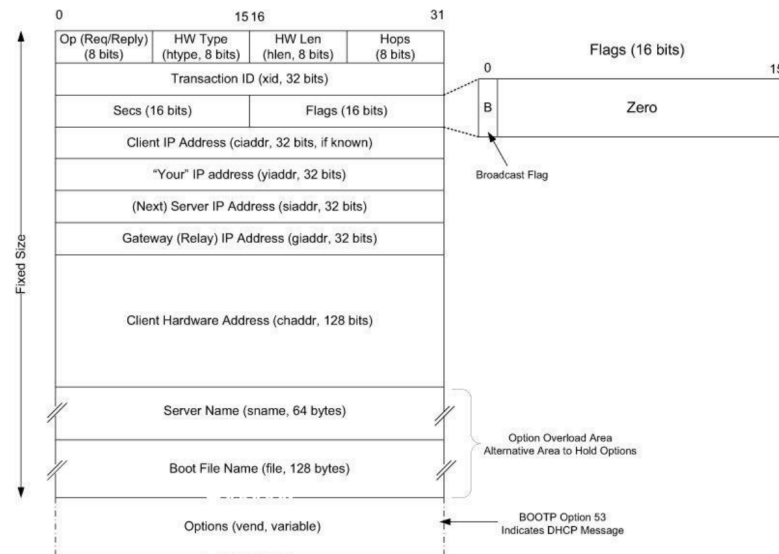 0
15 16
31
Op (Req/Reply)
(8 bits)
HW Type
(htype, 8 bits)
HW Len
(hlen, 8 bits)
Hops
(8 bits)
Transaction ID (xid, 32 bits)
Secs (16 bits)
Flags (16 bits)
Client IP Address (ciaddr, 32 bits, if known)
“Your” IP address (yiaddr, 32 bits)
(Next) Server IP Address (siaddr, 32 bits)
Gateway (Relay) IP Address (giaddr, 32 bits)
Client Hardware Address (chaddr, 128 bits)
Server Name (sname, 64 bytes)
Boot File Name (file, 128 bytes)
Options (vend, variable)
Fixed Size
Flags (16 bits)
0
15
B
Zero
Broadcast Flag
Option Overload Area
Alternative Area to Hold Options
BOOTP Option 53
Indicates DHCP Message